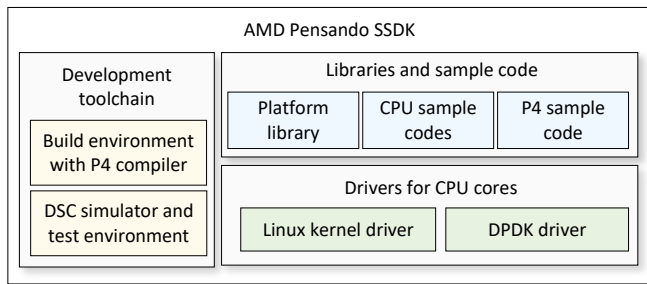 AMD Pensando SSDK
Development
toolchain
Build environment
with P4 compiler
DSC simulator and
test environment
Libraries and sample code
Platform
library
CPU sample
codes
P4 sample
code
Drivers for CPU cores
Linux kernel driver
DPDK driver